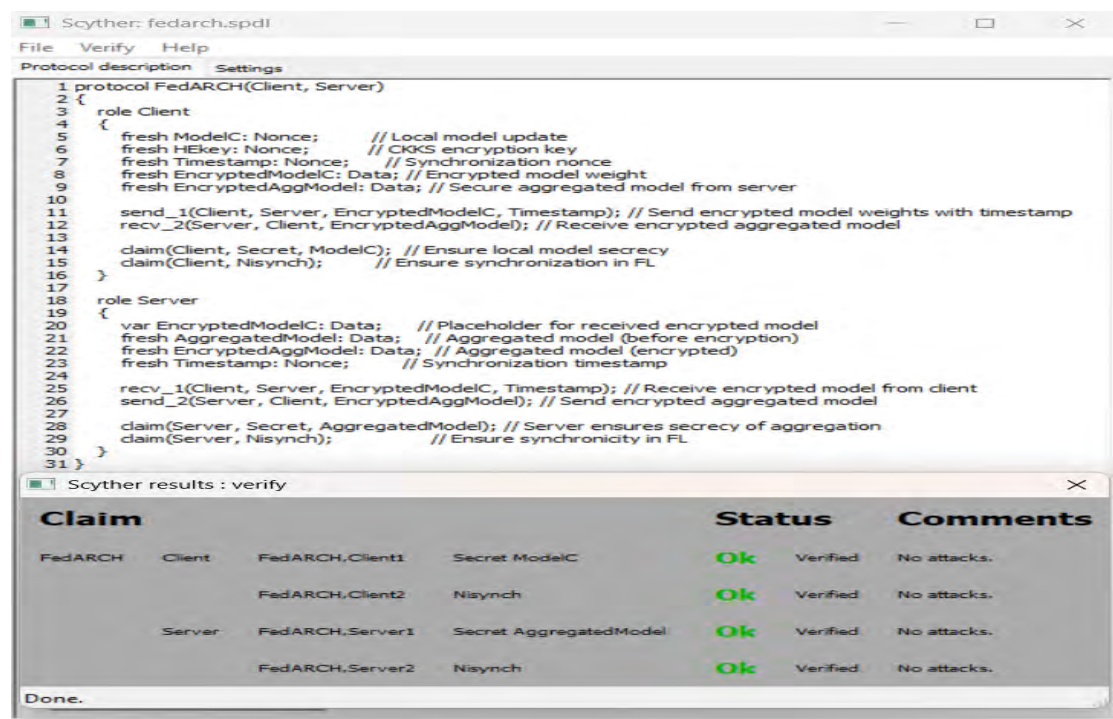 Scyther: fedarch.spdl
File Verify Help
Protocol description Settings
1 protocol FedARCH(Client, Server)
2 {
3 role Client
4 {
5 fresh ModelC: Nonce; // Local model update
6 fresh HEkey: Nonce; // CKKS encryption key
7 fresh Timestamp: Nonce; // Synchronization nonce
8 fresh EncryptedModelC: Data; // Encrypted model weight
9 fresh EncryptedAggModel: Data; // Secure aggregated model from server
10
11 send_1(Client, Server, EncryptedModelC, Timestamp); // Send encrypted model weights with timestamp
12 recv_2(Server, Client, EncryptedAggModel); // Receive encrypted aggregated model
13
14 claim(Client, Secret, ModelC); // Ensure local model secrecy
15 claim(Client, Nisynch); // Ensure synchronization in FL
16 }
17
18 role Server
19 {
20 var EncryptedModelC: Data; // Placeholder for received encrypted model
21 fresh AggregatedModel: Data; // Aggregated model (before encryption)
22 fresh EncryptedAggModel: Data; // Aggregated model (encrypted)
23 fresh Timestamp: Nonce; // Synchronization timestamp
24
25 recv_1(Client, Server, EncryptedModelC, Timestamp); // Receive encrypted model from client
26 send_2(Server, Client, EncryptedAggModel); // Send encrypted aggregated model
27
28 claim(Server, Secret, AggregatedModel); // Server ensures secrecy of aggregation
29 claim(Server, Nisynch); // Ensure synchronicity in FL
30 }
31 }
Scyther results : verify
Claim Status Comments
FedARCH Client FedARCH,Client1 Secret ModelC Ok Verified No attacks.
FedARCH,Client2 Nisynch Ok Verified No attacks.
Server FedARCH,Server1 Secret AggregatedModel Ok Verified No attacks.
FedARCH,Server2 Nisynch Ok Verified No attacks.
Done.